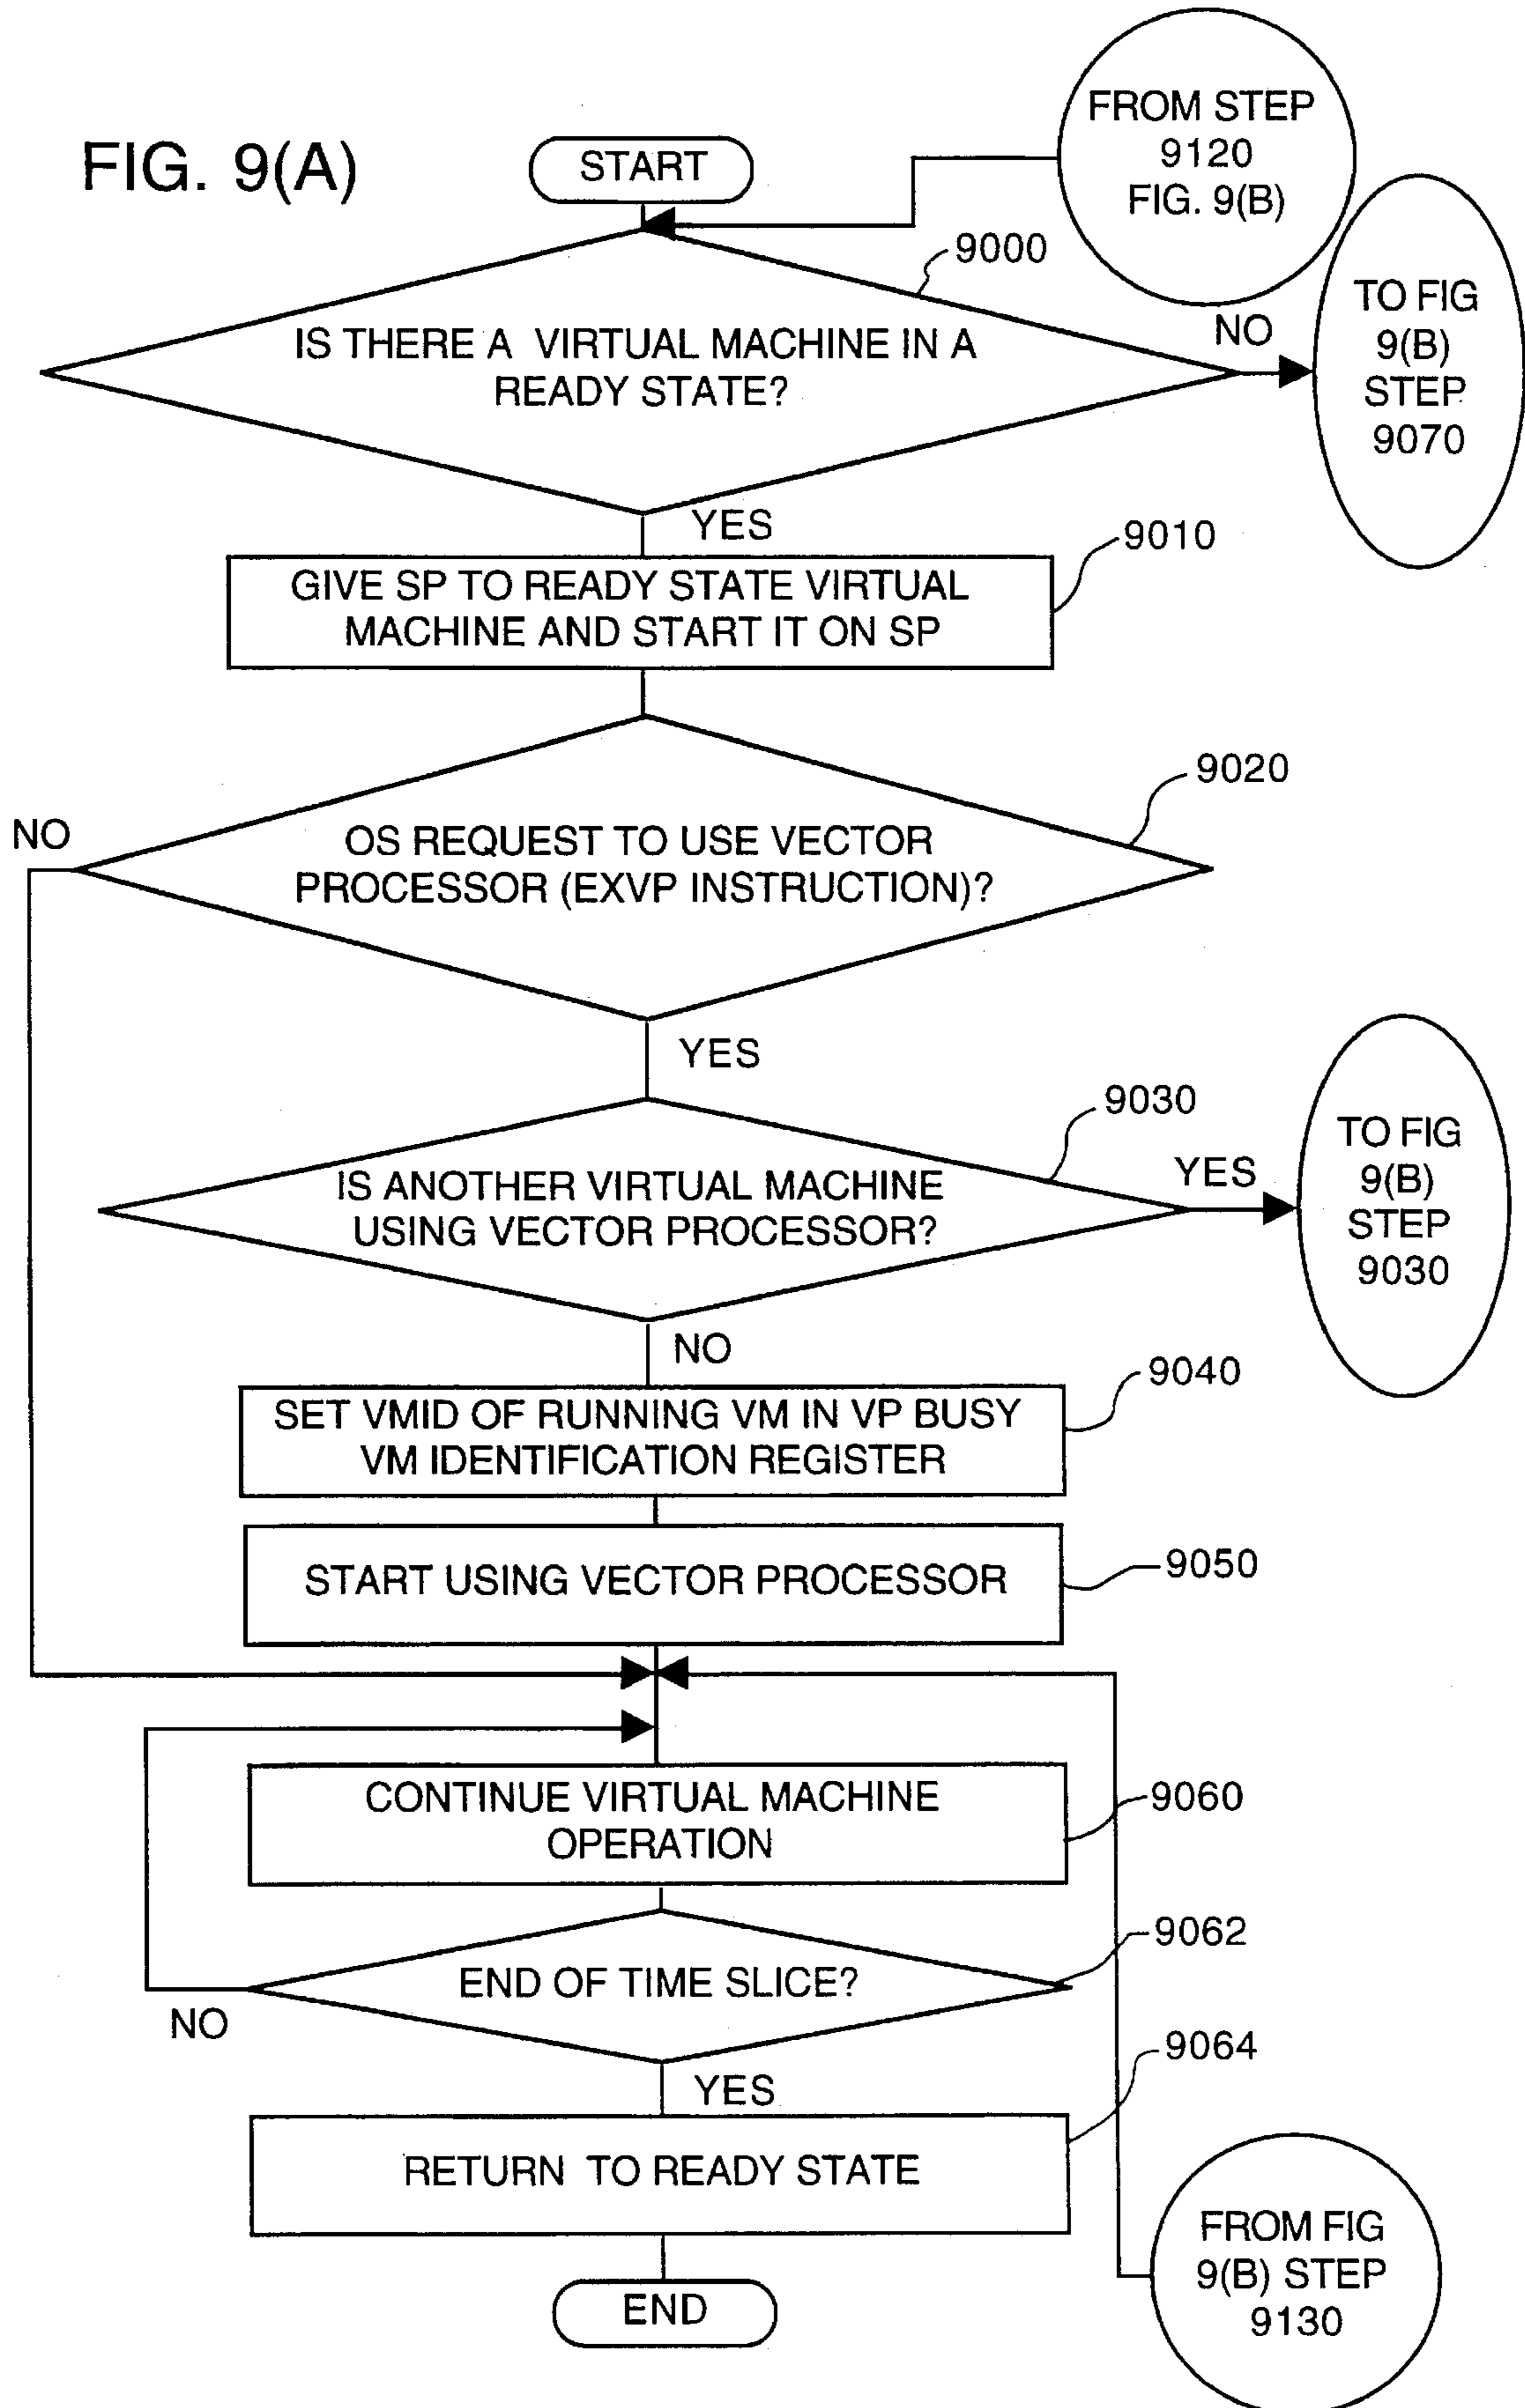 FIG. 9(A)
START
FROM STEP
9120
FIG. 9(B)
9000
IS THERE A VIRTUAL MACHINE IN A
READY STATE?
NO
TO FIG
9(B)
STEP
9070
YES
9010
GIVE SP TO READY STATE VIRTUAL
MACHINE AND START IT ON SP
9020
NO
OS REQUEST TO USE VECTOR
PROCESSOR (EXVP INSTRUCTION)?
YES
9030
IS ANOTHER VIRTUAL MACHINE
USING VECTOR PROCESSOR?
YES
TO FIG
9(B)
STEP
9030
NO
9040
SET VMID OF RUNNING VM IN VP BUSY
VM IDENTIFICATION REGISTER
START USING VECTOR PROCESSOR
9050
CONTINUE VIRTUAL MACHINE
OPERATION
9060
9062
END OF TIME SLICE?
NO
9064
YES
RETURN TO READY STATE
FROM FIG
9(B) STEP
9130
END